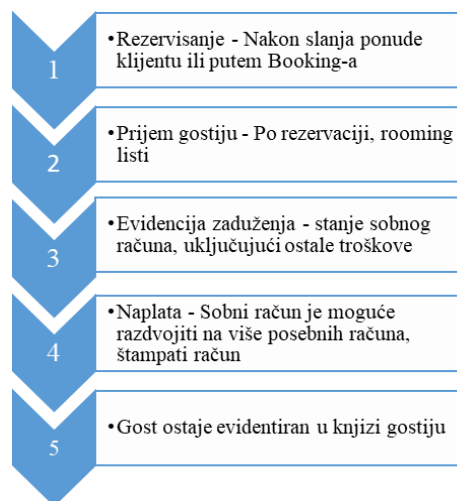 1
•Rezervisanje - Nakon slanja ponude
klijentu ili putem Booking-a
2
•Prijem gostiju - Po rezervaciji, rooming
listi
3
•Evidencija zaduženja - stanje sobnog
računa, uključujući ostale troškove
4
•Naplata - Sobni račun je moguće
razdvojiti na više posebnih računa,
štampati račun
5
•Gost ostaje evidentiran u knjizi gostiju